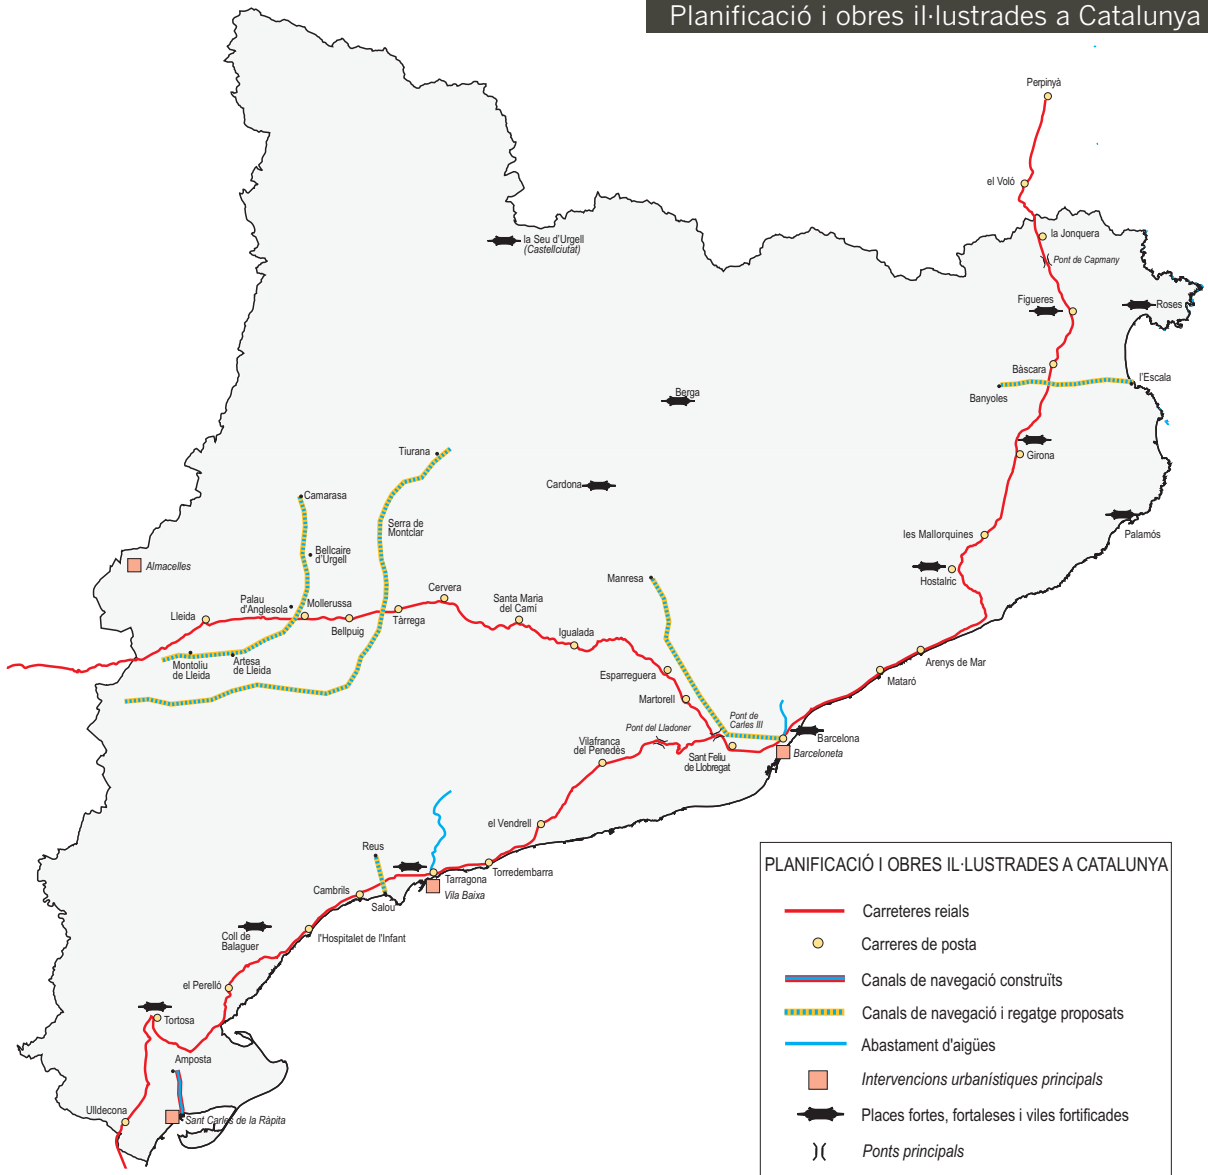 Planificació i obres il·lustrades a Catalunya
Perpinyà
el Voló
la Jonquera
Pont de Capmany
la Seu d'Urgell
(Castellciutat)
Figueres
Roses
Bàscara
l'Escala
Banyoles
Berga
Girona
Tiurana
Cardona
Camarasa
Serra de
Montclar
Palamós
les Mallorquines
Bellcaire
d'Urgell
Almacelles
Hostalric
Manresa
Cervera
Palau
d'Anglesola
Mollerussa
Santa Maria
del Camí
Lleida
Bellpuig
Tàrrega
Igualada
Montoliu
de Lleida
Artesa
de Lleida
Arenys de Mar
Esparreguera
Mataró
Martorell
Pont de
Carles III
Pont del Lladoner
Barcelona
Vilafranca
del Penedès
Sant Feliu
de Llobregat
Barceloneta
el Vendrell
Reus
Torredembarra
Tarragona
Cambrils
Vila Baixa
Salou
Coll de
Balaguer
l'Hospitalet de l'Infant
el Perelló
Tortosa
Amposta
Ulldecona
Sant Carles de la Ràpita
PLANIFICACIÓ I OBRES IL·LUSTRADES A CATALUNYA
Carreteres reials
Carreres de posta
Canals de navegació construïts
Canals de navegació i regatge proposats
Abastament d'aigües
Intervencions urbanístiques principals
Places fortes, fortaleses i viles fortificades
Ponts principals